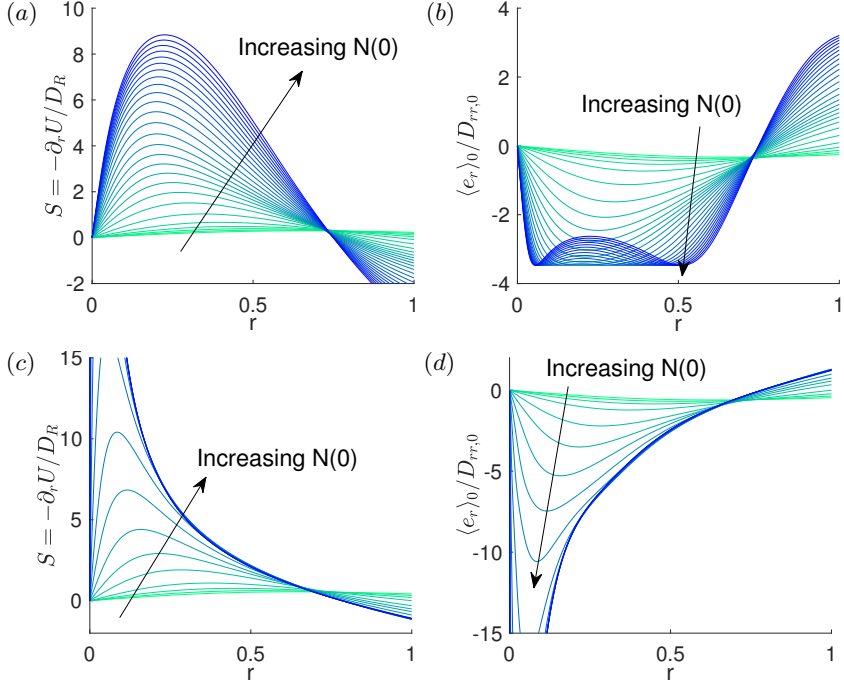 (a)
10
8
6
4
2
0
-2
S = −∂rU/DR
Increasing N(0)
0
0.5
1
r
(b)
4
2
0
-2
-4
⟨er⟩0/Drr,0
Increasing N(0)
0
0.5
1
r
(c)
15
10
5
0
S = −∂rU/DR
Increasing N(0)
0
0.5
1
r
(d)
0
-5
-10
-15
⟨er⟩0/Drr,0
Increasing N(0)
0
0.5
1
r